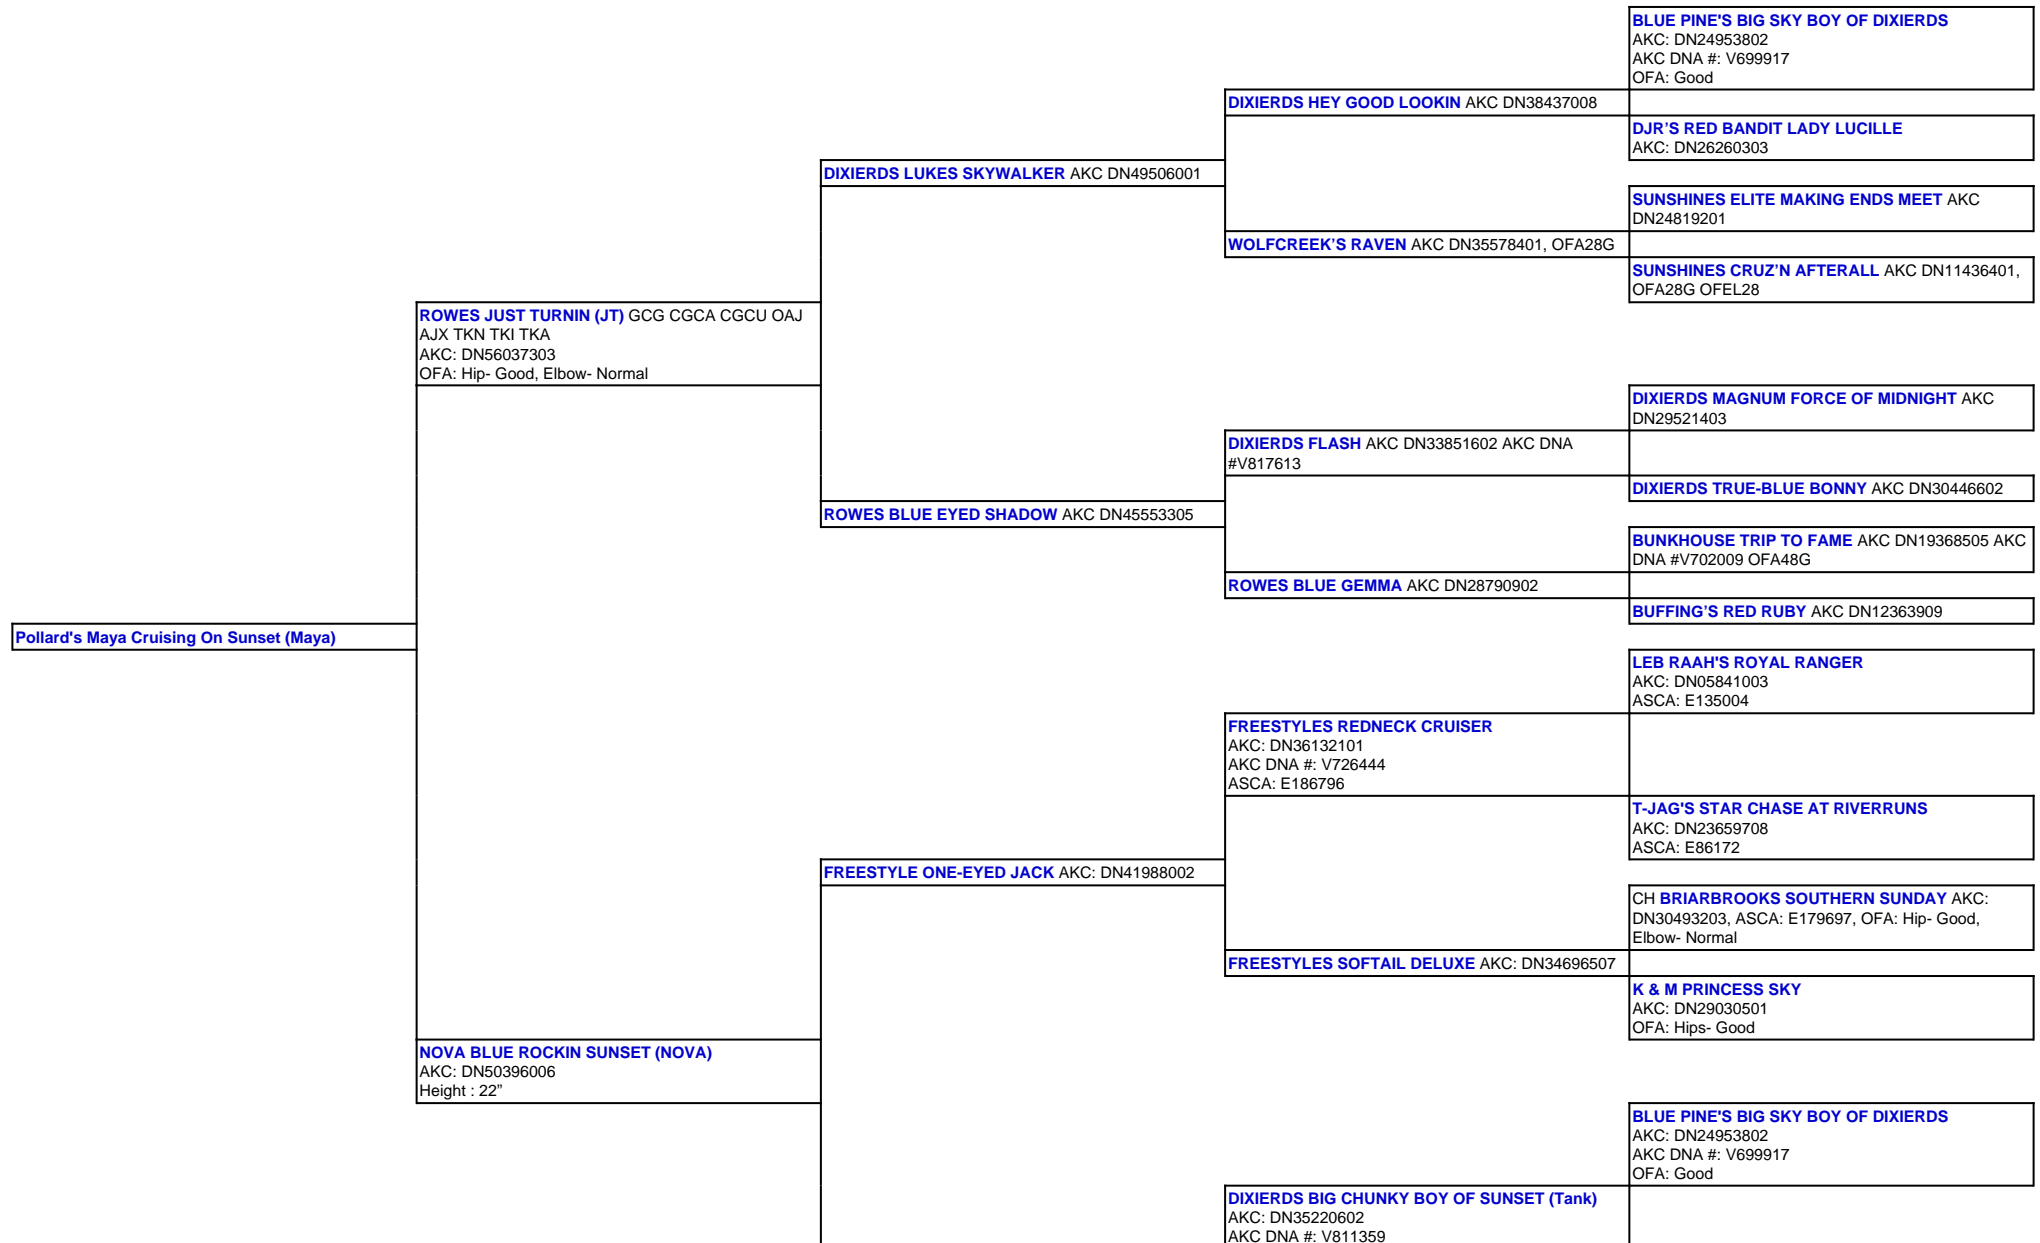 BLUE PINE'S BIG SKY BOY OF DIXIERDS
AKC: DN24953802
AKC DNA #: V699917
OFA: Good
DIXIERDS HEY GOOD LOOKIN AKC DN38437008
DJR’S RED BANDIT LADY LUCILLE
AKC: DN26260303
DIXIERDS LUKES SKYWALKER AKC DN49506001
SUNSHINES ELITE MAKING ENDS MEET AKC
DN24819201
WOLFCREEK’S RAVEN AKC DN35578401, OFA28G
SUNSHINES CRUZ’N AFTERALL AKC DN11436401,
OFA28G OFEL28
ROWES JUST TURNIN (JT) GCG CGCA CGCU OAJ
AJX TKN TKI TKA
AKC: DN56037303
OFA: Hip- Good, Elbow- Normal
DIXIERDS MAGNUM FORCE OF MIDNIGHT AKC
DN29521403
DIXIERDS FLASH AKC DN33851602 AKC DNA
#V817613
DIXIERDS TRUE-BLUE BONNY AKC DN30446602
ROWES BLUE EYED SHADOW AKC DN45553305
BUNKHOUSE TRIP TO FAME AKC DN19368505 AKC
DNA #V702009 OFA48G
ROWES BLUE GEMMA AKC DN28790902
BUFFING’S RED RUBY AKC DN12363909
Pollard's Maya Cruising On Sunset (Maya)
LEB RAAH'S ROYAL RANGER
AKC: DN05841003
ASCA: E135004
FREESTYLES REDNECK CRUISER
AKC: DN36132101
AKC DNA #: V726444
ASCA: E186796
T-JAG'S STAR CHASE AT RIVERRUNS
AKC: DN23659708
ASCA: E86172
FREESTYLE ONE-EYED JACK AKC: DN41988002
CH BRIARBROOKS SOUTHERN SUNDAY AKC:
DN30493203, ASCA: E179697, OFA: Hip- Good,
Elbow- Normal
FREESTYLES SOFTAIL DELUXE AKC: DN34696507
K & M PRINCESS SKY
AKC: DN29030501
OFA: Hips- Good
NOVA BLUE ROCKIN SUNSET (NOVA)
AKC: DN50396006
Height : 22”
BLUE PINE'S BIG SKY BOY OF DIXIERDS
AKC: DN24953802
AKC DNA #: V699917
OFA: Good
DIXIERDS BIG CHUNKY BOY OF SUNSET (Tank)
AKC: DN35220602
AKC DNA #: V811359